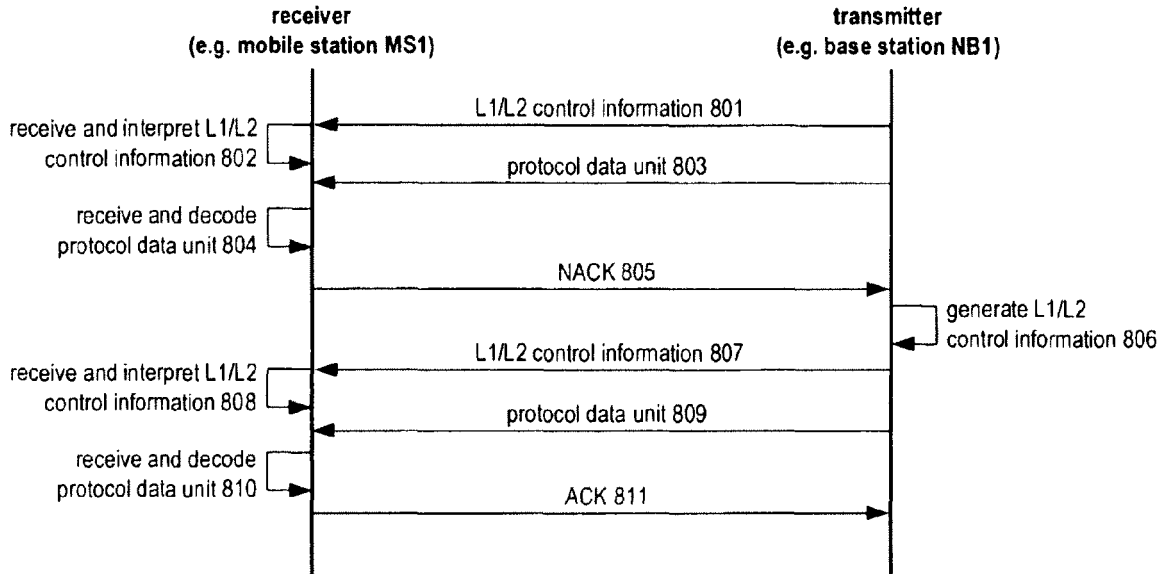 receiver
(e.g. mobile station MS1)
transmitter
(e.g. base station NB1)
L1/L2 control information 801
receive and interpret L1/L2
control information 802
protocol data unit 803
receive and decode
protocol data unit 804
NACK 805
generate L1/L2
control information 806
L1/L2 control information 807
receive and interpret L1/L2
control information 808
protocol data unit 809
receive and decode
protocol data unit 810
ACK 811